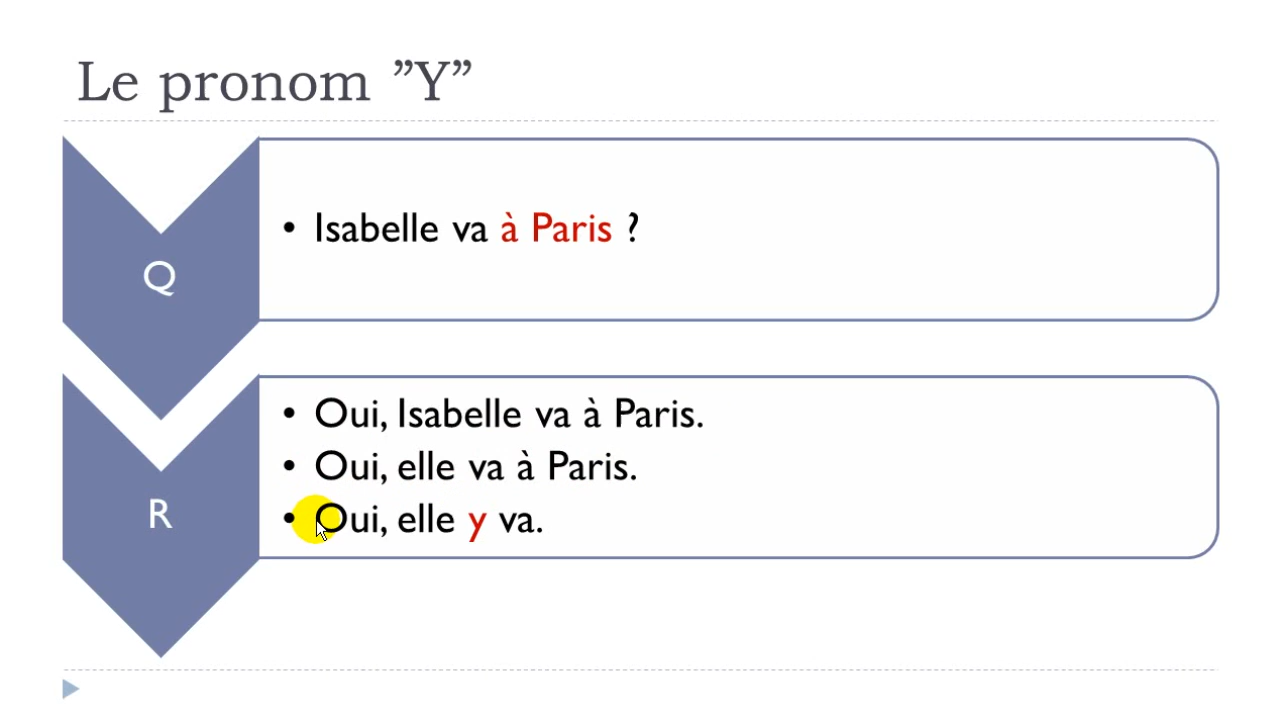 Le pronom ”Y”
Q
• Isabelle va à Paris ?
R
• Oui, Isabelle va à Paris.
• Oui, elle va à Paris.
• Oui, elle y va.